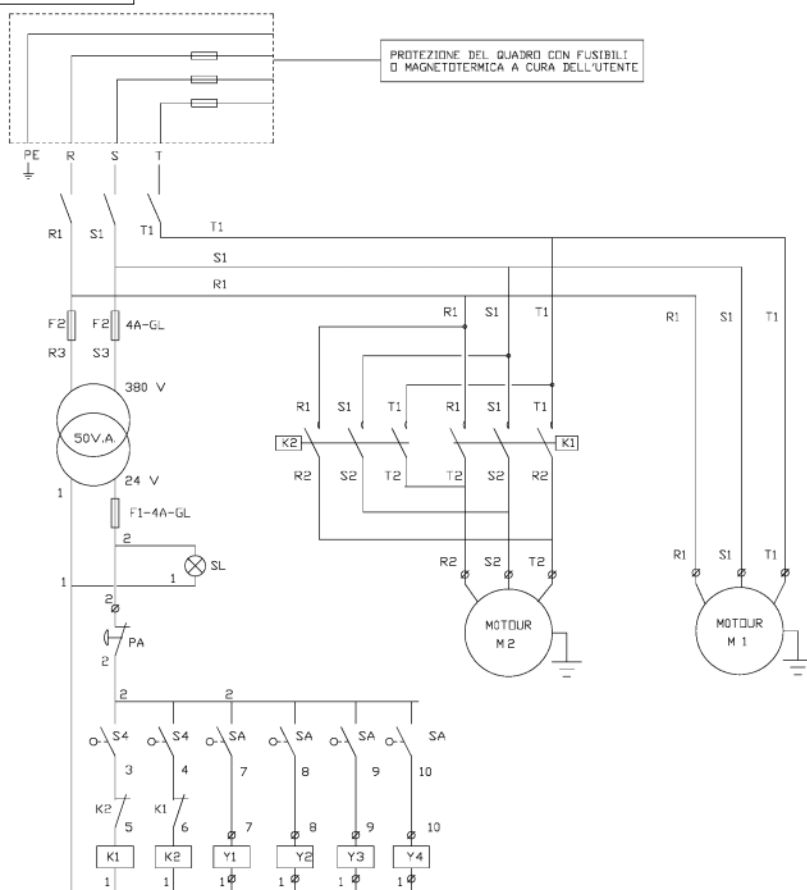 PROTEZIONE DEL QUADRO CON FUSIBILI
O MAGNETOTERMICA A CURA DELL'UTENTE
PE R S T
R1 S1 T1 T1
S1
R1
F2 F2 4A-GL
R1 S1 T1
R1 S1 T1
R3 S3
380 V
R1 S1 T1 R1 S1 T1
50V.A.
K2 K1
R2 S2 T2 T2 S2 R2
24 V
1
F1-4A-GL
2
SL
1 1
R2 S2 T2
R1 S1 T1
2
PA
2
MOTOUR
M 2
MOTOUR
M 1
2 2
S4 S4 SA SA SA SA
3 4 7 8 9 10
K2 K1
5 6 7 8 9 10
K1 K2 Y1 Y2 Y3 Y4
1 1 1 1 1 1